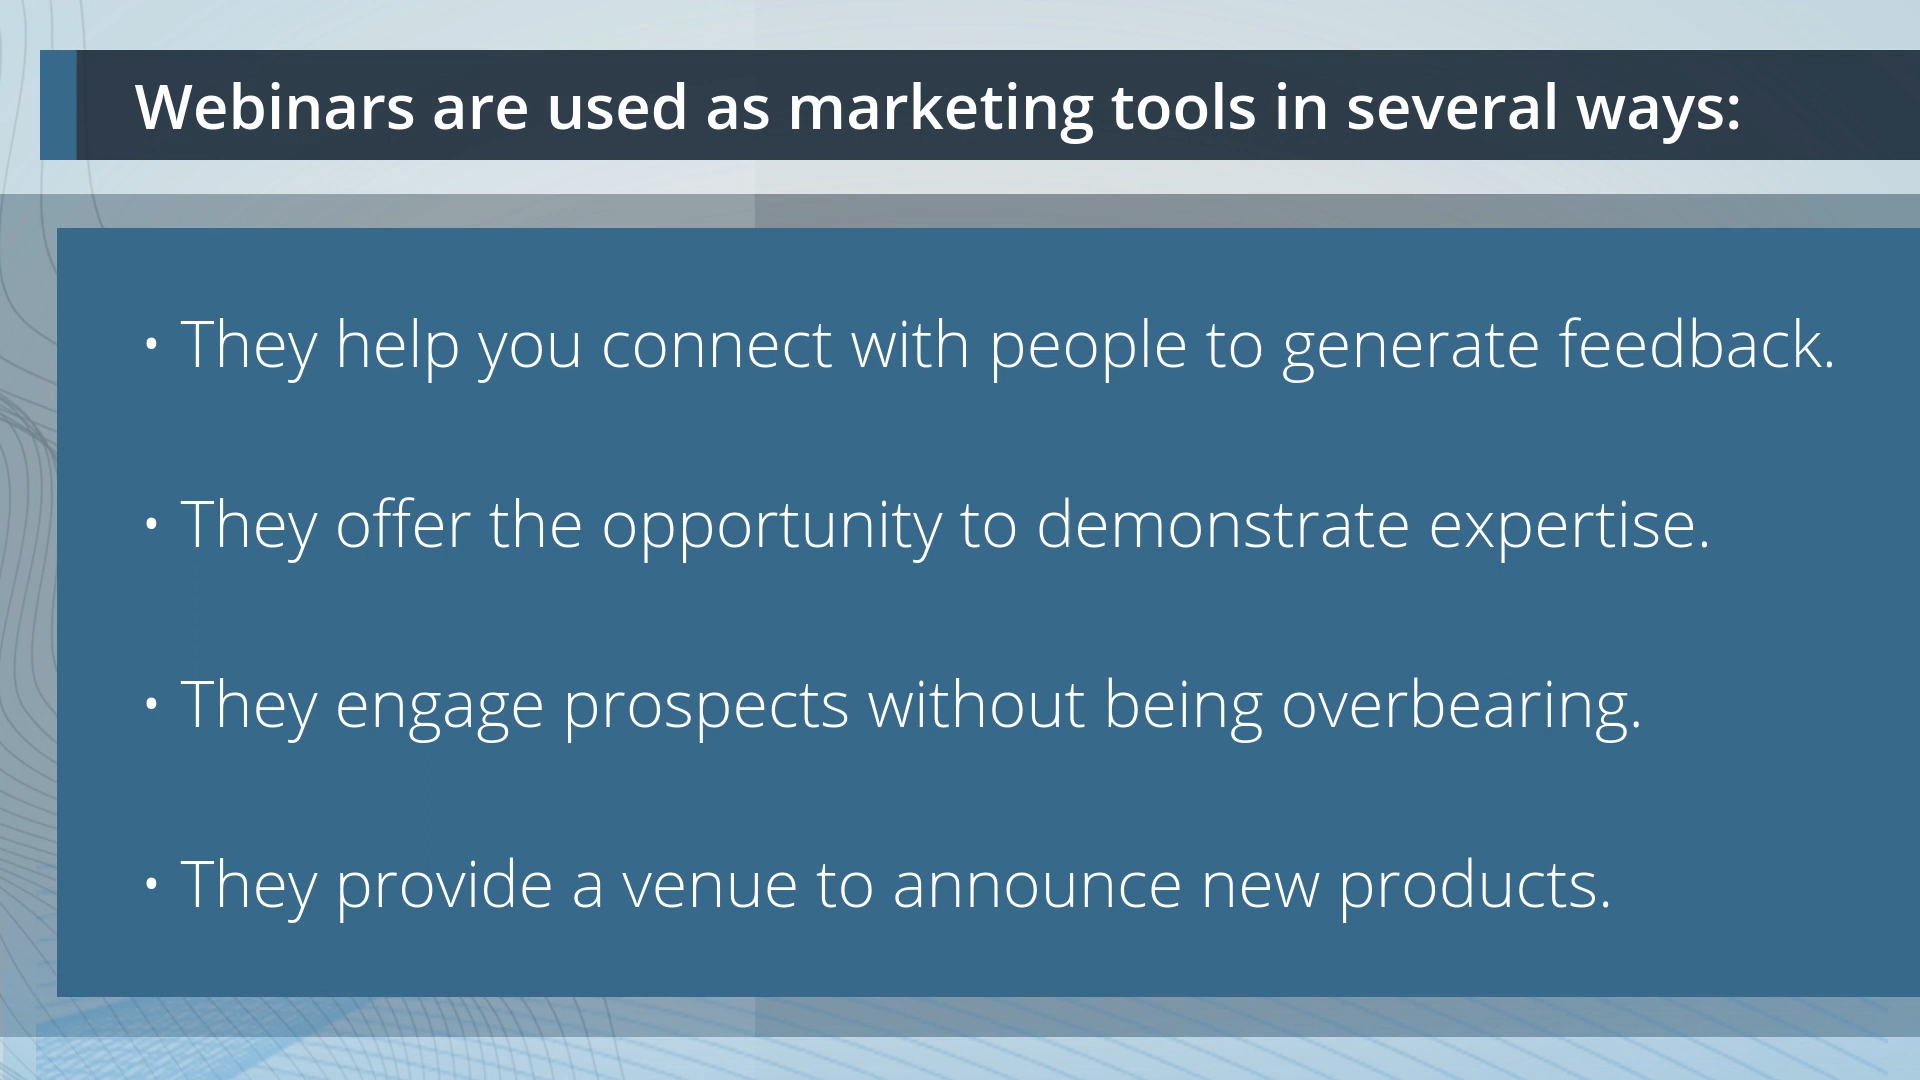 Webinars are used as marketing tools in several ways:
• They help you connect with people to generate feedback.
• They offer the opportunity to demonstrate expertise.
• They engage prospects without being overbearing.
• They provide a venue to announce new products.